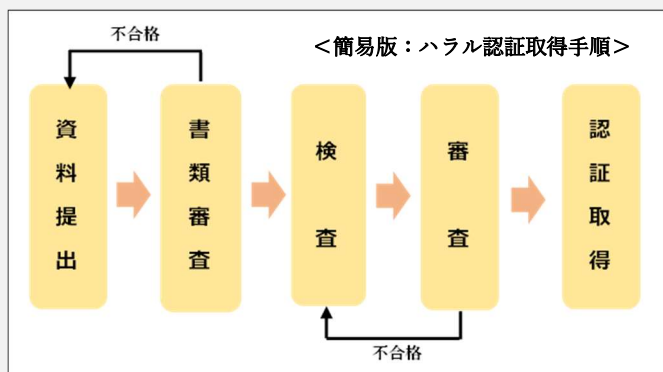 <簡易版：ハラル認証取得手順>
不合格
資料提出
書類審査
検査
審査
認証取得
不合格